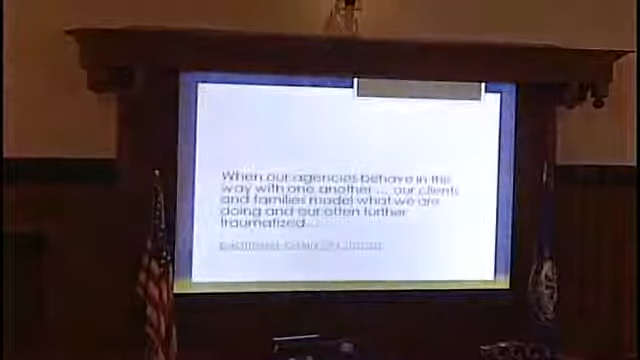 When our agencies behave in this
way with one another ... our clients
and families model what we are
doing and our often further
traumatized...